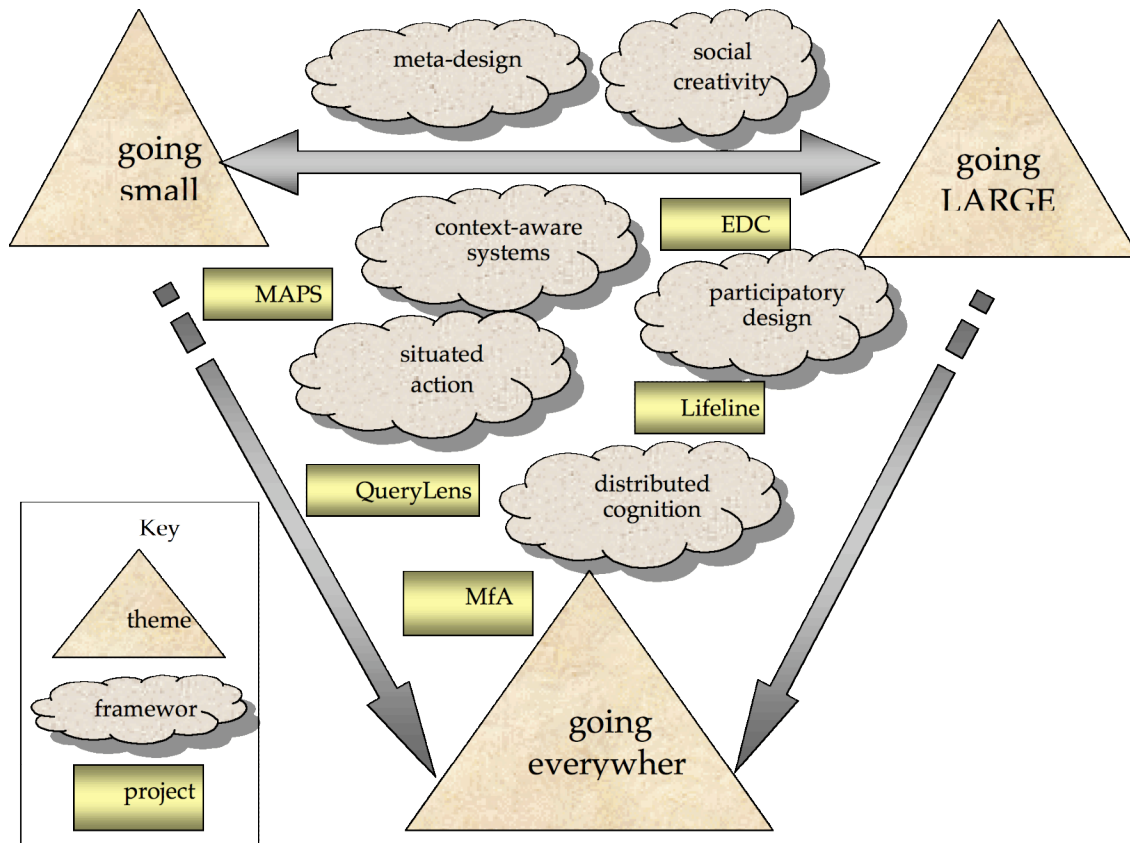 meta-design
social
creativity
going
small
going
LARGE
context-aware
systems
EDC
MAPS
participatory
design
situated
action
Lifeline
QueryLens
distributed
cognition
MfA
going
everywher
Key
theme
framewor
project